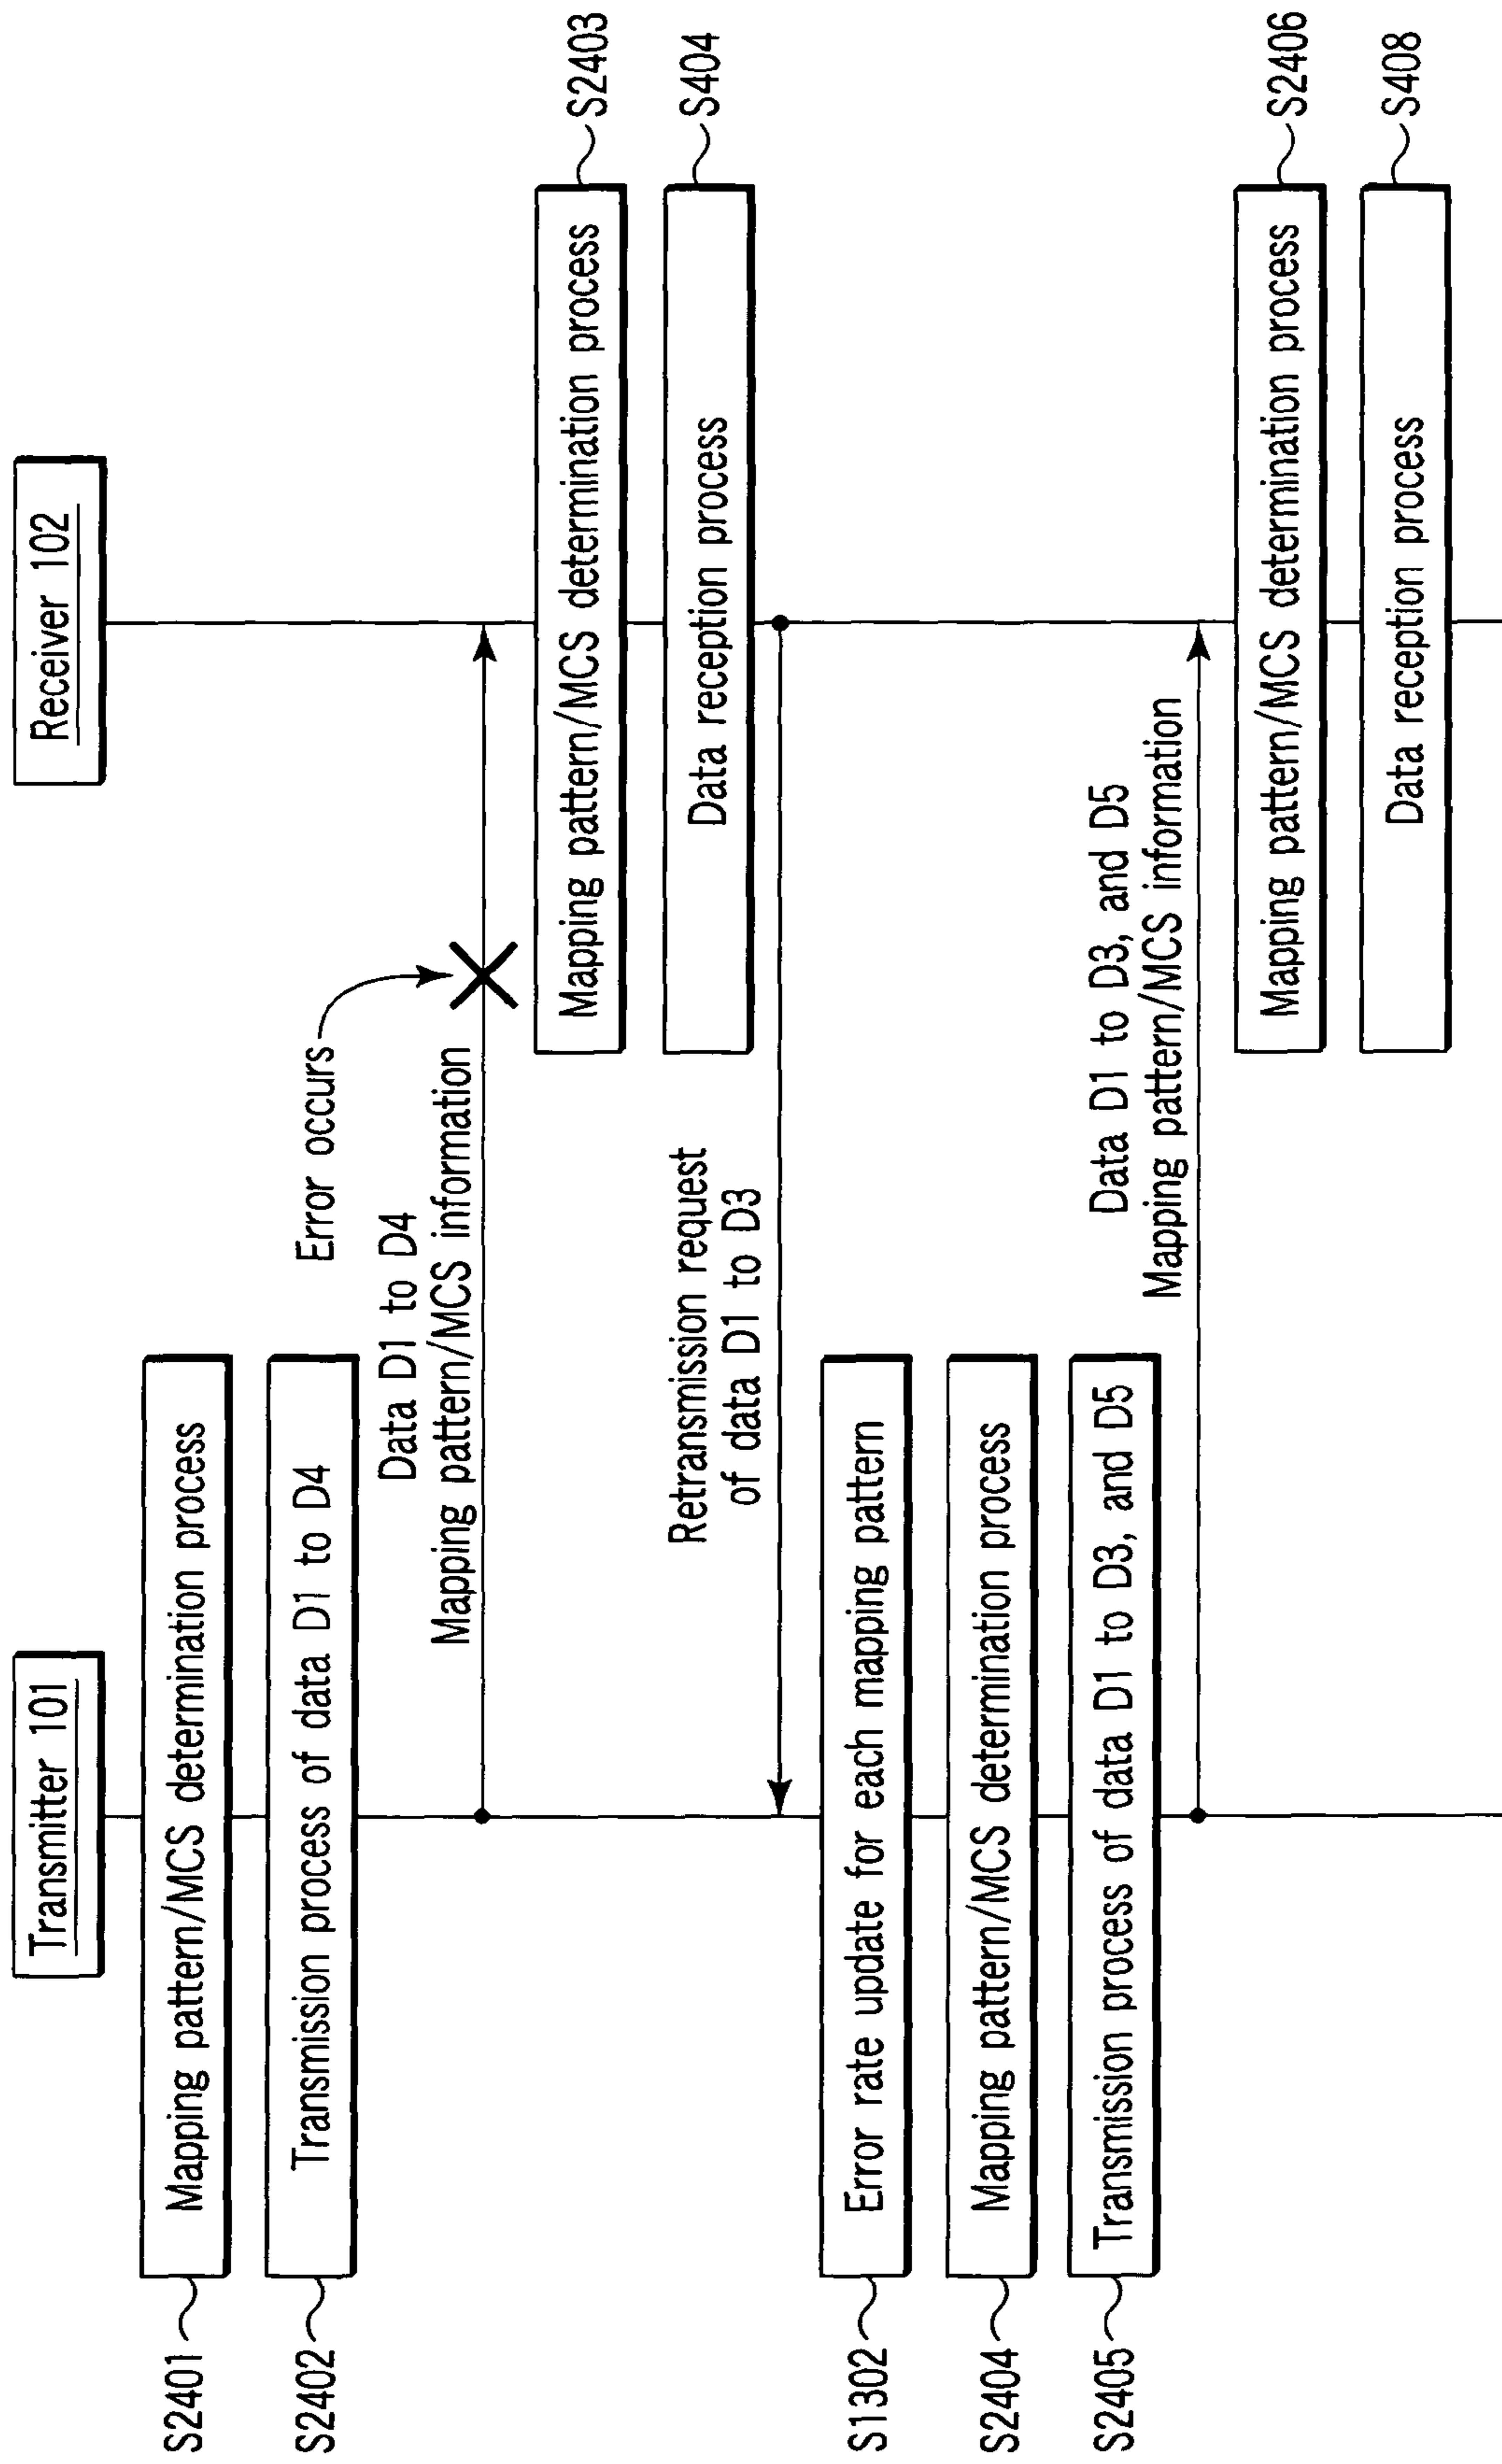 Transmitter 101
Receiver 102
S2401
Mapping pattern/MCS determination process
S2402
Transmission process of data D1 to D4
Error occurs
Data D1 to D4
Mapping pattern/MCS information
Mapping pattern/MCS determination process
S2403
Data reception process
S404
Retransmission request
of data D1 to D3
S1302
Error rate update for each mapping pattern
S2404
Mapping pattern/MCS determination process
S2405
Transmission process of data D1 to D3, and D5
Data D1 to D3, and D5
Mapping pattern/MCS information
Mapping pattern/MCS determination process
S2406
Data reception process
S408